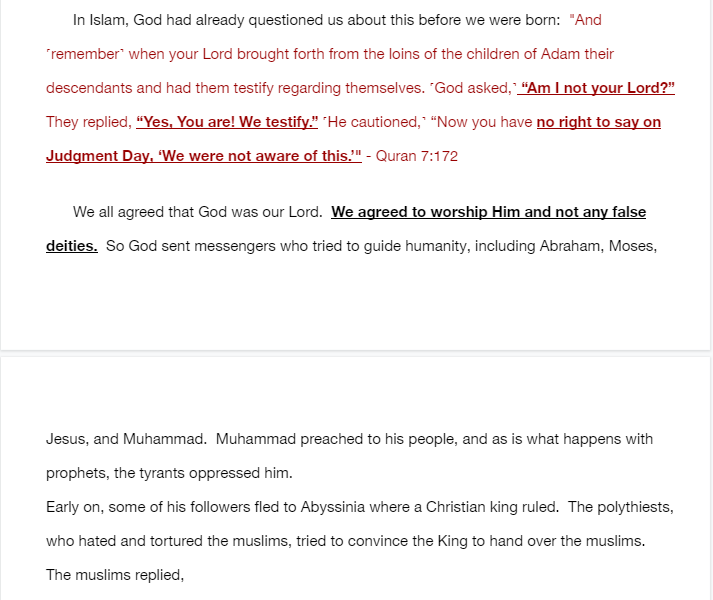 In Islam, God had already questioned us about this before we were born:  "And
˹remember˺ when your Lord brought forth from the loins of the children of Adam their
descendants and had them testify regarding themselves. ˹God asked,˺ “Am I not your Lord?”
They replied, “Yes, You are! We testify.” ˹He cautioned,˺ “Now you have no right to say on
Judgment Day, ‘We were not aware of this.’" - Quran 7:172
We all agreed that God was our Lord.  We agreed to worship Him and not any false
deities.  So God sent messengers who tried to guide humanity, including Abraham, Moses,
Jesus, and Muhammad.  Muhammad preached to his people, and as is what happens with
prophets, the tyrants oppressed him.
Early on, some of his followers fled to Abyssinia where a Christian king ruled.  The polythiests,
who hated and tortured the muslims, tried to convince the King to hand over the muslims.
The muslims replied,